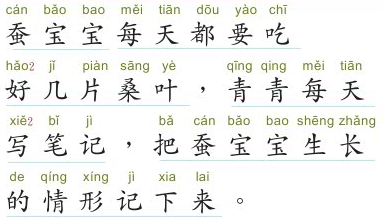 cán bǎo bao měi tiān dōu yào chī
蚕宝宝每天都要吃
hǎo2 jǐ piàn sāng yè qīng qing měi tiān
好几片桑叶，青青每天
xiě2 bǐ jì bǎ cán bǎo bao shēng zhǎng
写笔记，把蚕宝宝生长
de qíng xíng jì xia lai
的情形记下来。